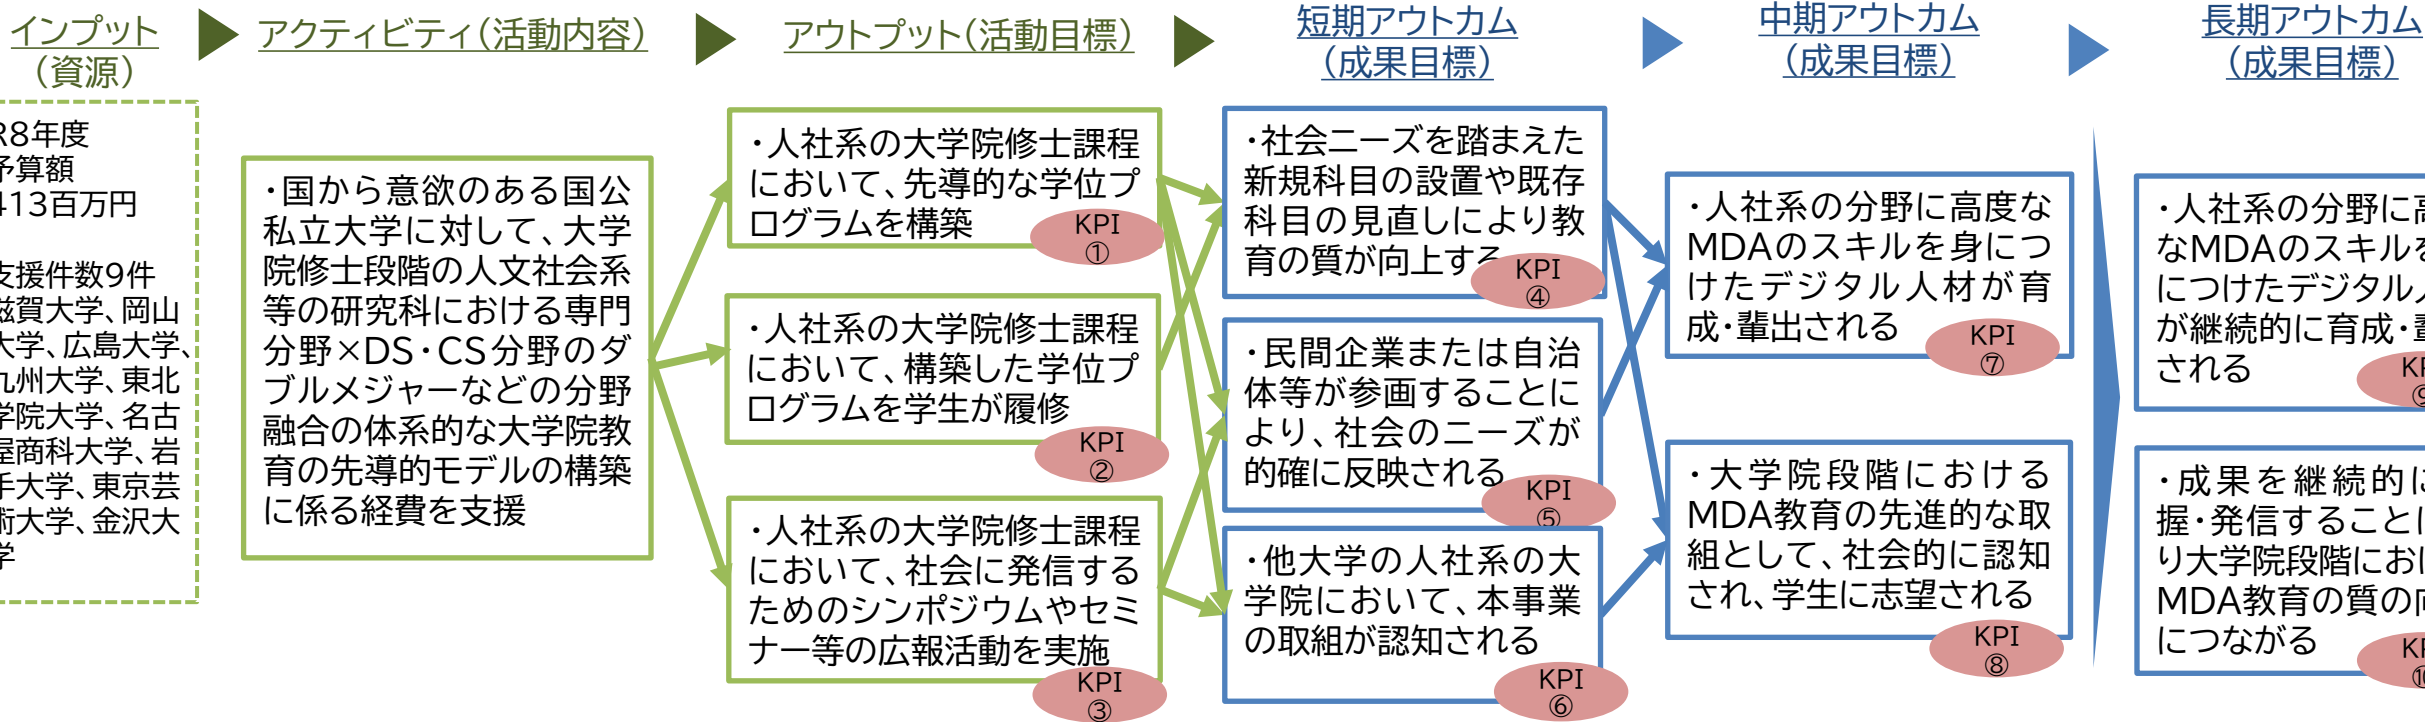 インプット
（資源）
アクティビティ（活動内容）
アウトプット（活動目標）
短期アウトカム
（成果目標）
中期アウトカム
（成果目標）
長期アウトカム
（成果目標）
R8年度
予算額
413百万円
支援件数9件
滋賀大学、岡山
大学、広島大学、
九州大学、東北
学院大学、名古
屋商科大学、岩
手大学、東京芸
術大学、金沢大
学
・国から意欲のある国公
私立大学に対して、大学
院修士段階の人文社会系
等の研究科における専門
分野×DS・CS分野のダ
ブルメジャーなどの分野
融合の体系的な大学院教
育の先導的モデルの構築
に係る経費を支援
・人社系の大学院修士課程
において、先導的な学位プ
ログラムを構築
KPI
①
・人社系の大学院修士課程
において、構築した学位プ
ログラムを学生が履修
KPI
②
・人社系の大学院修士課程
において、社会に発信する
ためのシンポジウムやセミ
ナー等の広報活動を実施
KPI
③
・社会ニーズを踏まえた
新規科目の設置や既存
科目の見直しにより教
育の質が向上する
KPI
④
・民間企業または自治
体等が参画することに
より、社会のニーズが
的確に反映される
KPI
⑤
・他大学の人社系の大
学院において、本事業
の取組が認知される
KPI
⑥
・人社系の分野に高度な
MDAのスキルを身につ
けたデジタル人材が育
成・輩出される
KPI
⑦
・大学院段階における
MDA教育の先進的な取
組として、社会的に認知
され、学生に志望される
KPI
⑧
・人社系の分野に高
なMDAのスキルを
につけたデジタル
が継続的に育成・
される
⑨
・成果を継続的に
握・発信することに
り大学院段階におけ
MDA教育の質の向
につながる
⑩